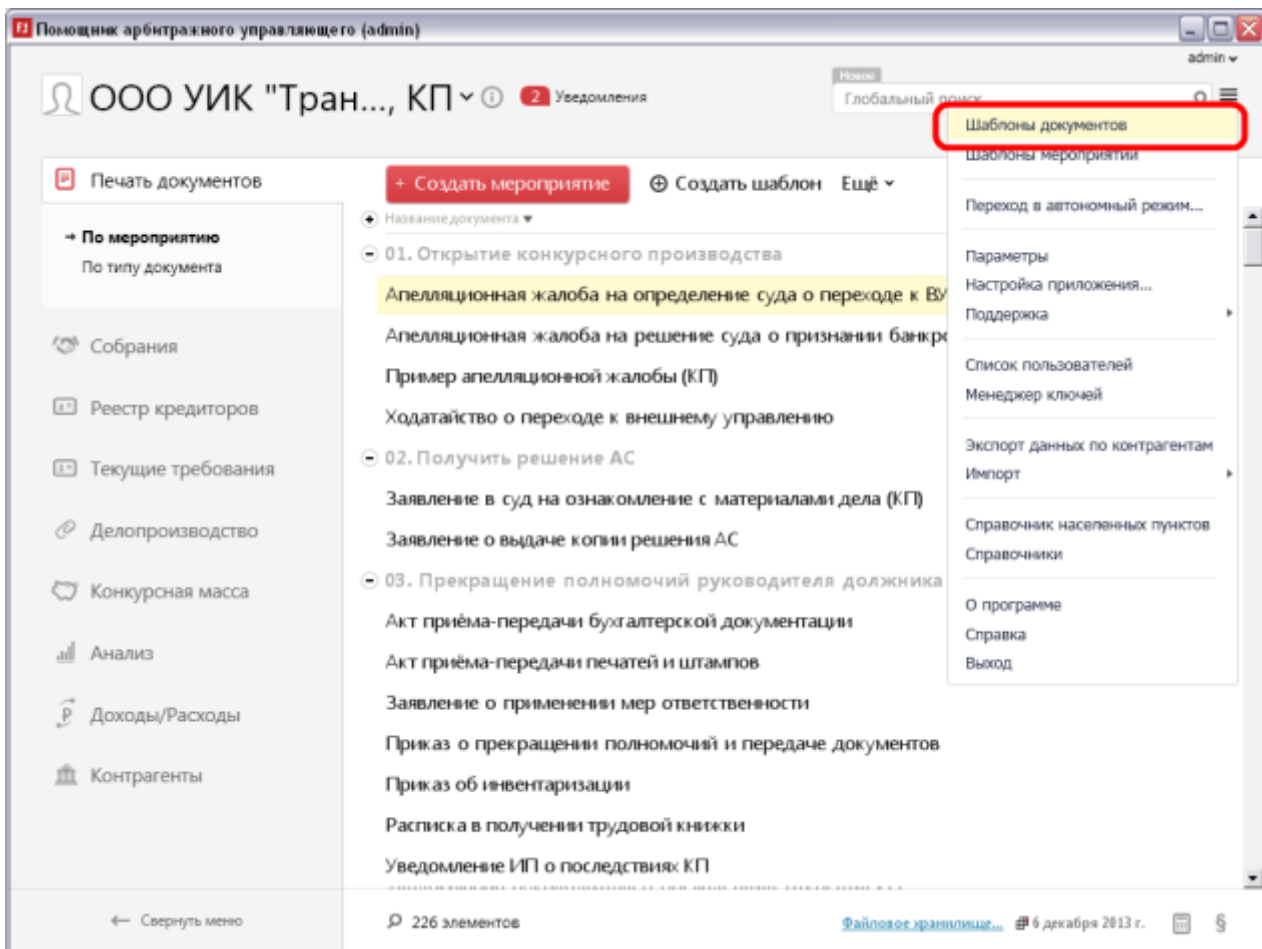 Помощник арбитражного управляющего (admin)
admin
ООО УИК "Тран..., КП
2 Уведомления
Новое
Глобальный поиск
Шаблоны документов
Шаблоны мероприятий
Переход в автономный режим...
Параметры
Настройка приложения...
Поддержка
Список пользователей
Менеджер ключей
Экспорт данных по контрагентам
Импорт
Справочник населенных пунктов
Справочники
О программе
Справка
Выход
Печать документов
→ По мероприятию
По типу документа
Собрания
Реестр кредиторов
Текущие требования
Делопроизводство
Конкурсная масса
Анализ
Доходы/Расходы
Контрагенты
← Свернуть меню
+ Создать мероприятие
Создать шаблон
Ещё
Название документа
01. Открытие конкурсного производства
Апелляционная жалоба на определение суда о переходе к ВУ
Апелляционная жалоба на решение суда о признании
Пример апелляционной жалобы (КП)
Ходатайство о переходе к внешнему управлению
02. Получить решение АС
Заявление в суд на ознакомление с материалами дела (КП)
Заявление о выдаче копии решения АС
03. Прекращение полномочий руководителя должника
Акт приёма-передачи бухгалтерской документации
Акт приёма-передачи печатей и штампов
Заявление о применении мер ответственности
Приказ о прекращении полномочий и передаче документов
Приказ об инвентаризации
Расписка в получении трудовой книжки
Уведомление ИП о последствиях КП
226 элементов
Файловое хранилище...
6 декабря 2013 г.
§